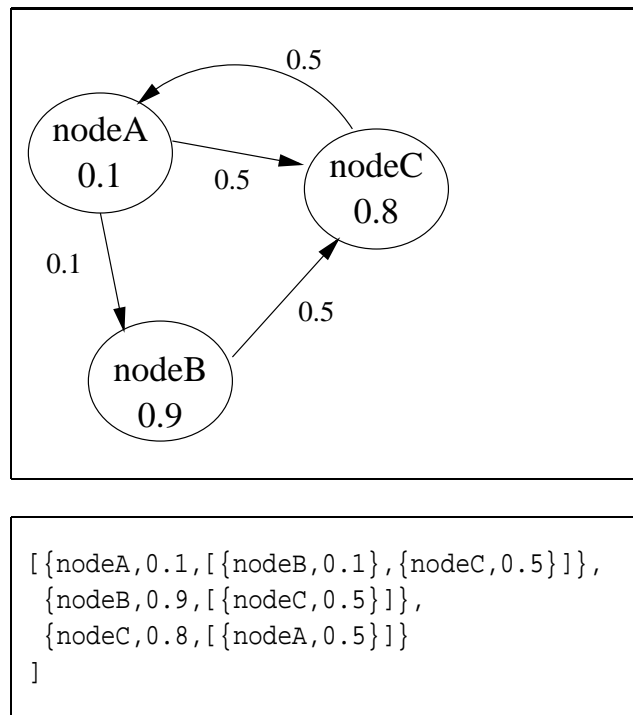 0.5
nodeA
0.1
0.5
nodeC
0.8
0.1
0.5
nodeB
0.9
[{nodeA,0.1,[{nodeB,0.1},{nodeC,0.5}]},
{nodeB,0.9,[{nodeC,0.5}]},
{nodeC,0.8,[{nodeA,0.5}]}
]